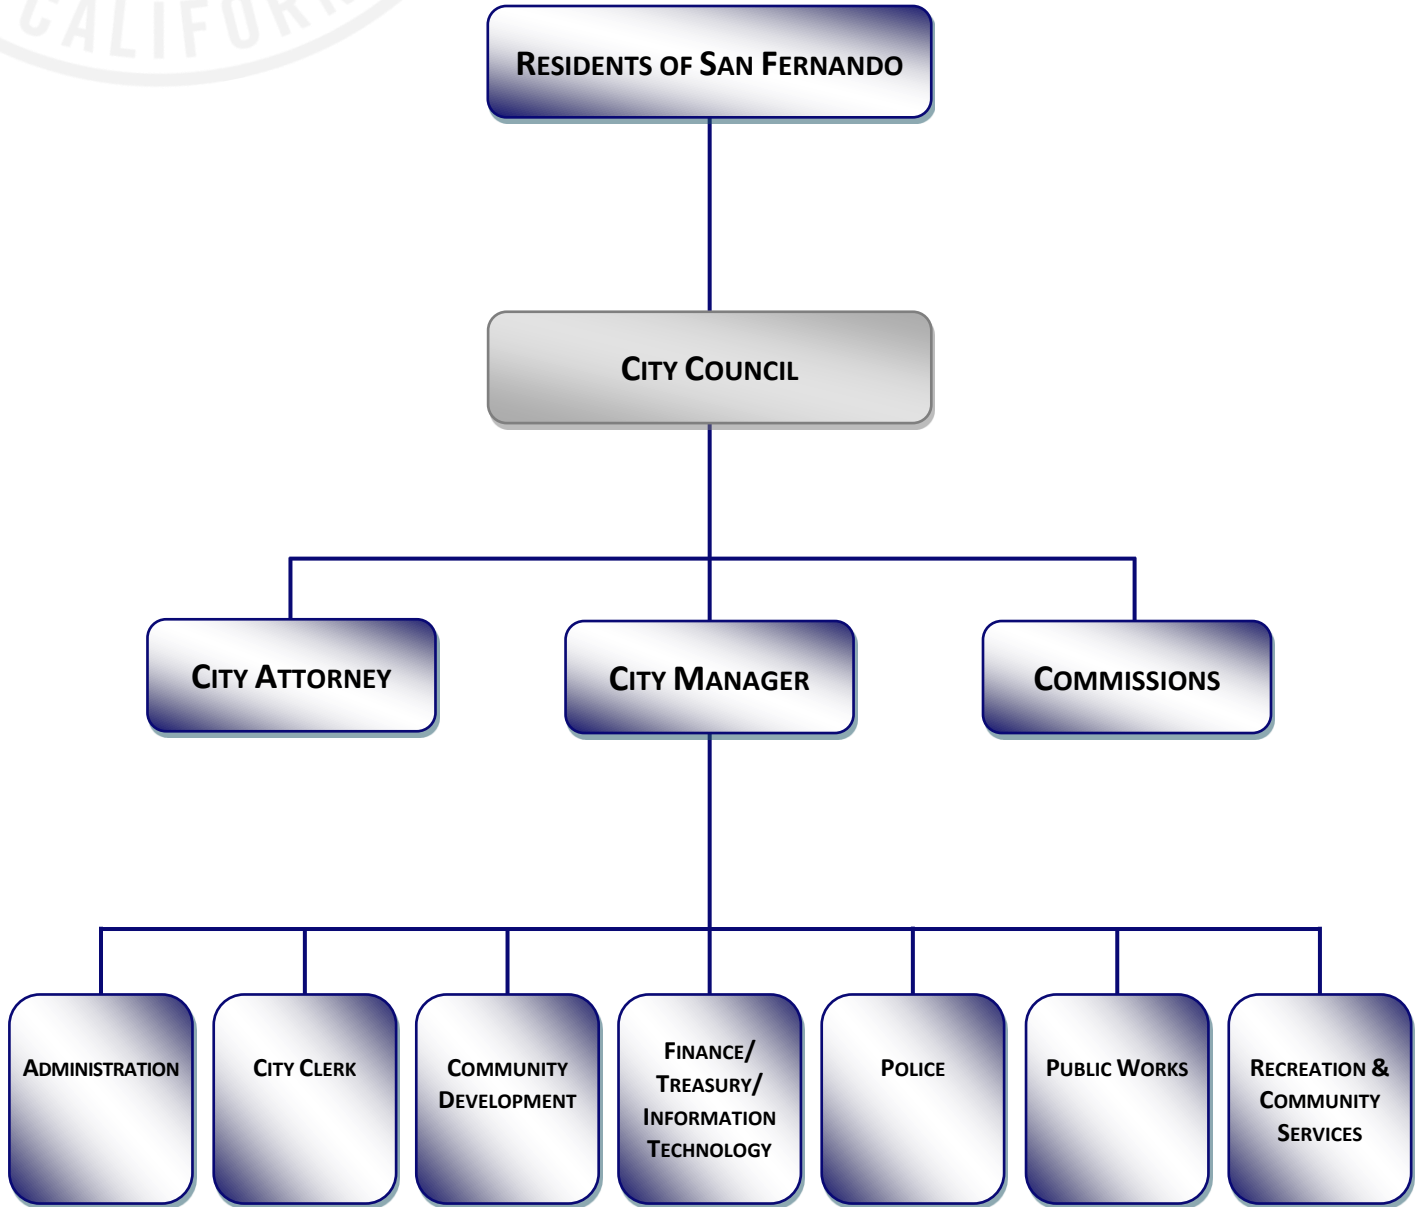 CALIFORN
RESIDENTS OF SAN FERNANDO
CITY COUNCIL
CITY ATTORNEY
CITY MANAGER
COMMISSIONS
ADMINISTRATION
CITY CLERK
COMMUNITY
DEVELOPMENT
FINANCE/
TREASURY/
INFORMATION
TECHNOLOGY
POLICE
PUBLIC WORKS
RECREATION &
COMMUNITY
SERVICES